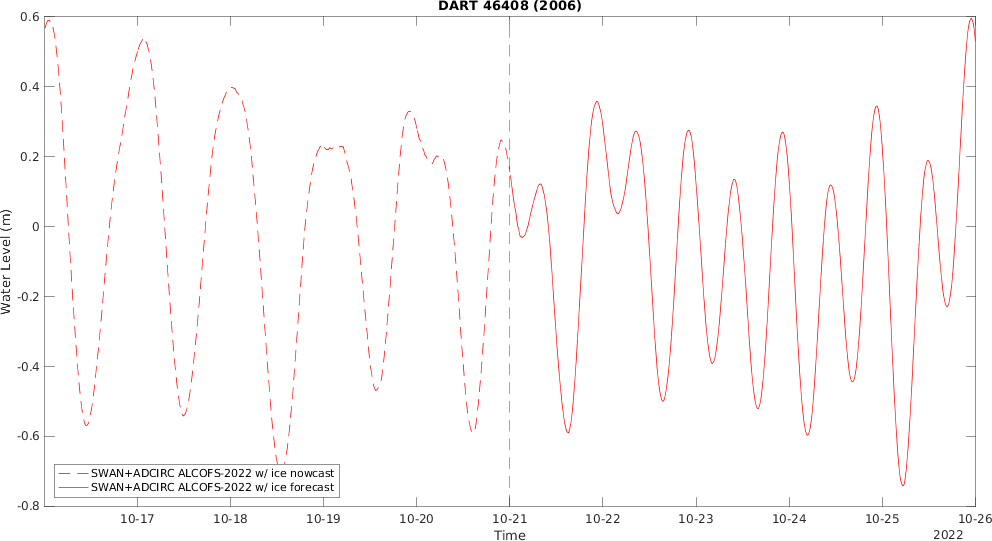 DART 46408 (2006)
0.6
0.4
0.2
0
-0.2
-0.4
-0.6
-0.8
Water Level (m)
SWAN+ADCIRC ALCOFS-2022 w/ ice nowcast
SWAN+ADCIRC ALCOFS-2022 w/ ice forecast
10-17 10-18 10-19 10-20 10-21 10-22 10-23 10-24 10-25 10-26
Time
2022